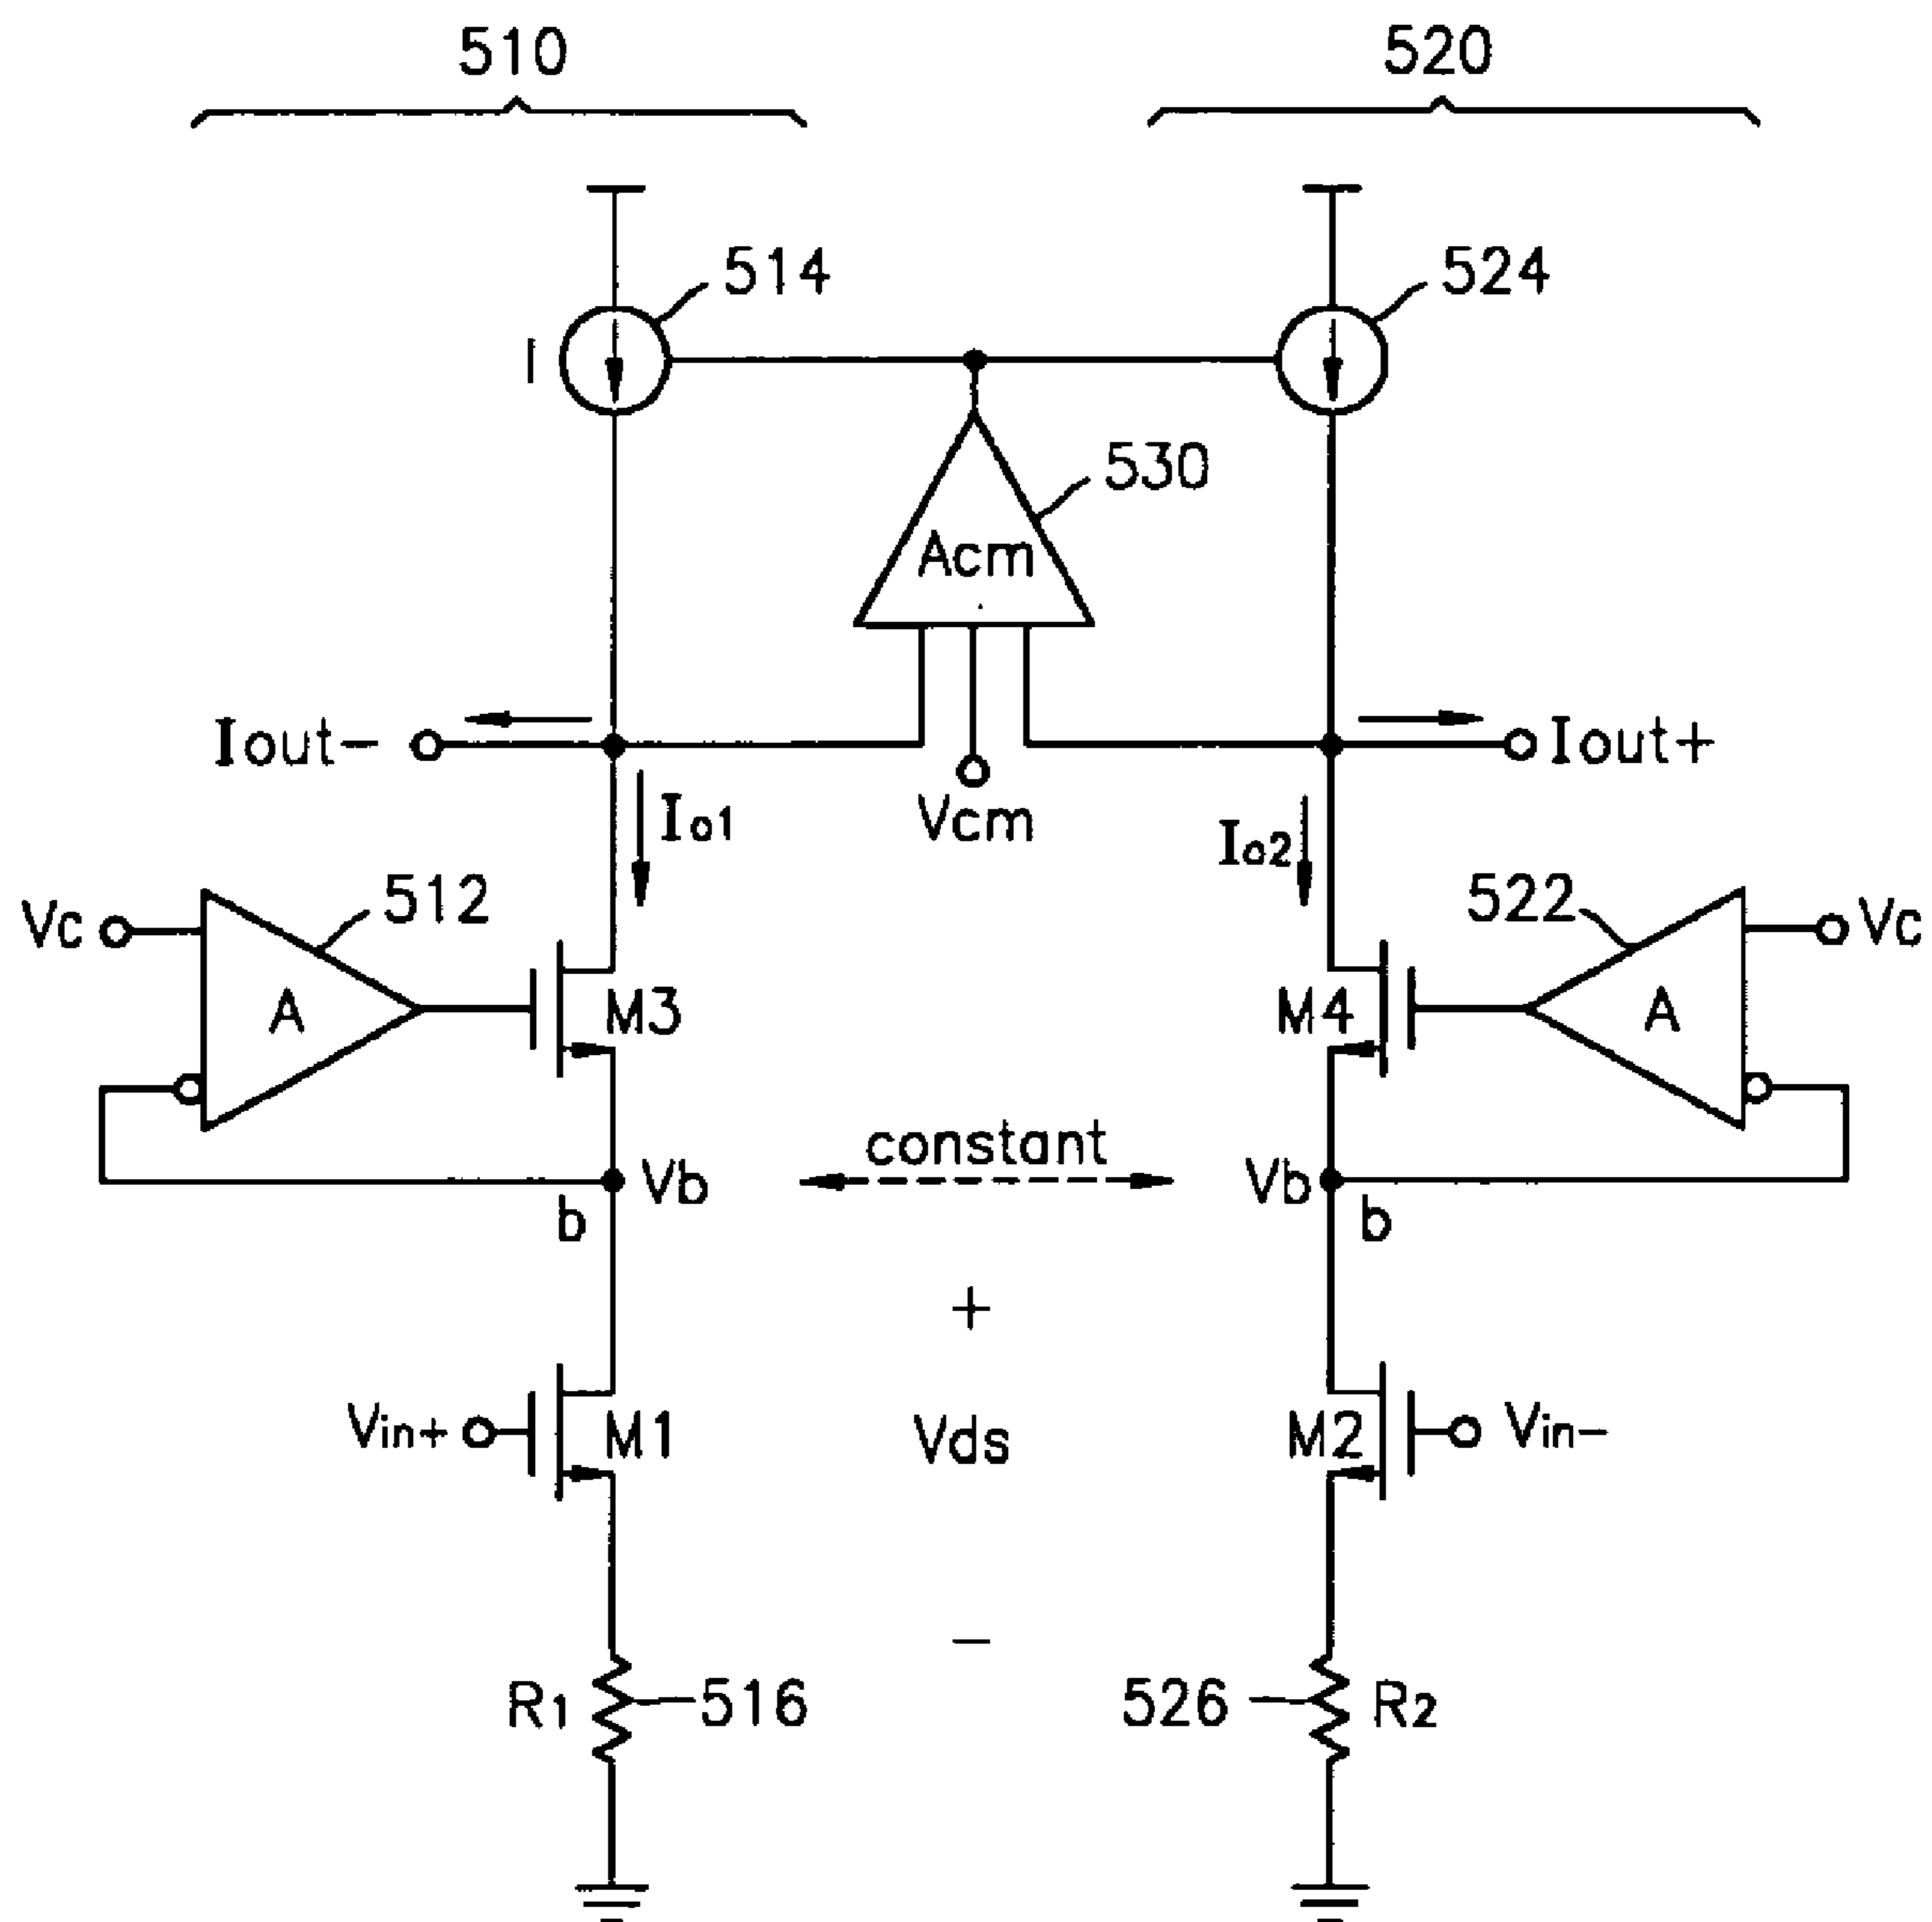 510
520
514
524
I
530
Acm
Iout-
Iout+
Io1
Vcm
Io2
Vc
512
522
Vc
A
M3
M4
A
constant
Vb
Vb
b
b
+
Vin+
M1
Vds
M2
Vin-
-
R1
516
526
R2